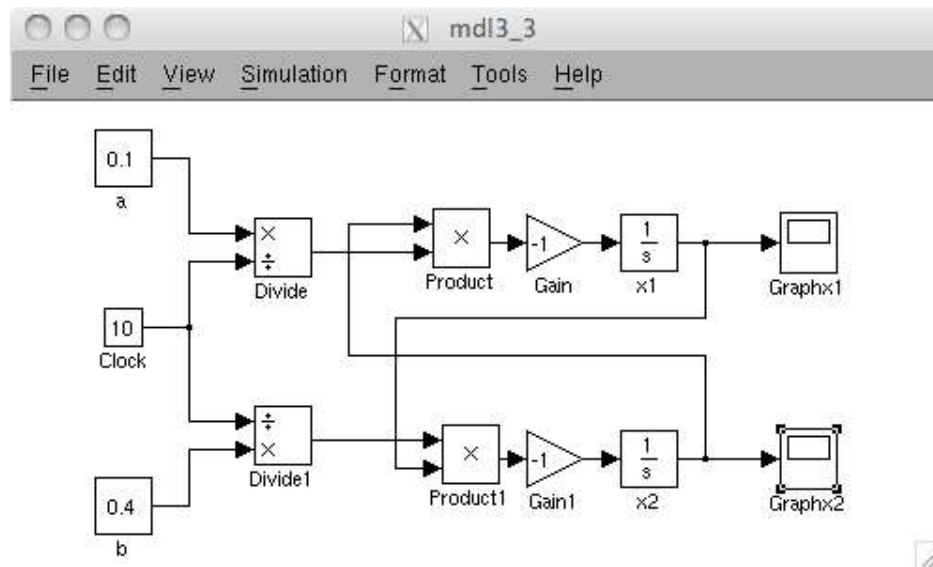 mdl3_3
File Edit View Simulation Format Tools Help
0.1
a
×
÷
Divide
×
Product
-1
Gain
1
s
x1
Graphx1
10
Clock
÷
×
Divide1
×
Product1
-1
Gain1
1
s
x2
Graphx2
0.4
b